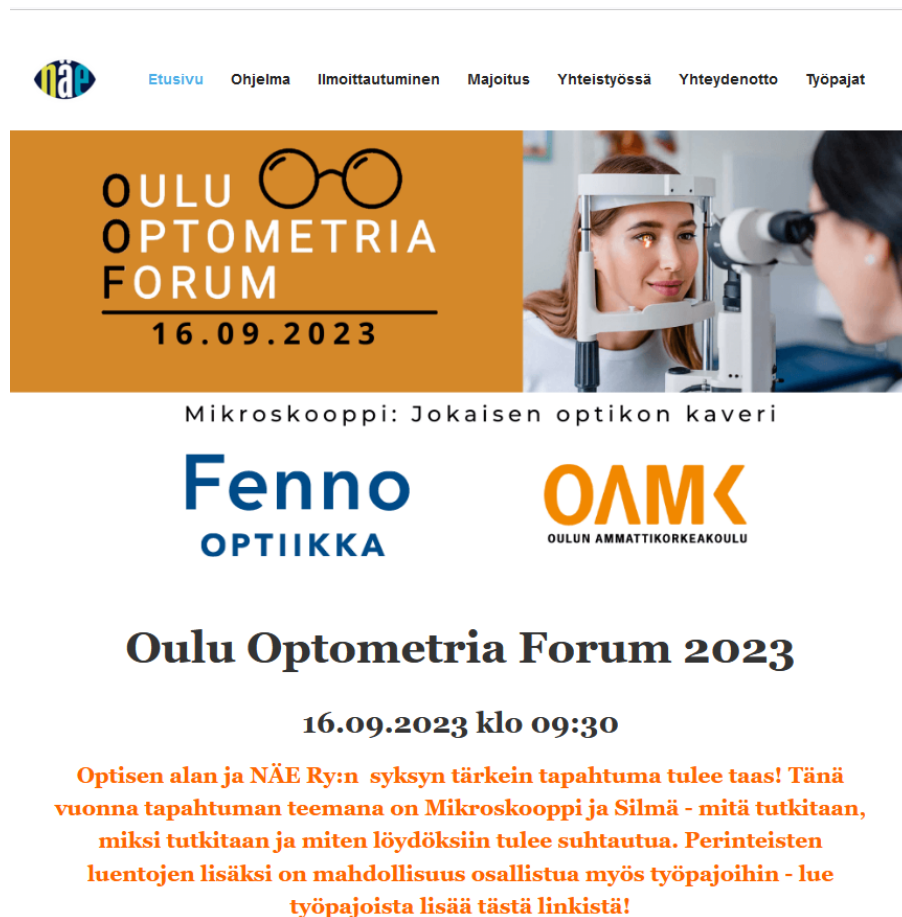 näe
Etusivu Ohjelma Ilmoittautuminen Majoitus Yhteistyössä Yhteydenotto Työpajat
OULU
OPTOMETRIA
FORUM
16.09.2023
Mikroskooppi: Jokaisen optikon kaveri
Fenno
OPTIIKKA
OAMK
OULUN AMMATTIKORKEAKOULU
Oulu Optometria Forum 2023
16.09.2023 klo 09:30
Optisen alan ja NÄE Ry:n syksyn tärkein tapahtuma tulee taas! Tänä
vuonna tapahtuman teemana on Mikroskooppi ja Silmä - mitä tutkitaan,
miksi tutkitaan ja miten löydöksiin tulee suhtautua. Perinteisten
luentojen lisäksi on mahdollisuus osallistua myös työpajoihin - lue
työpajoista lisää tästä linkistä!